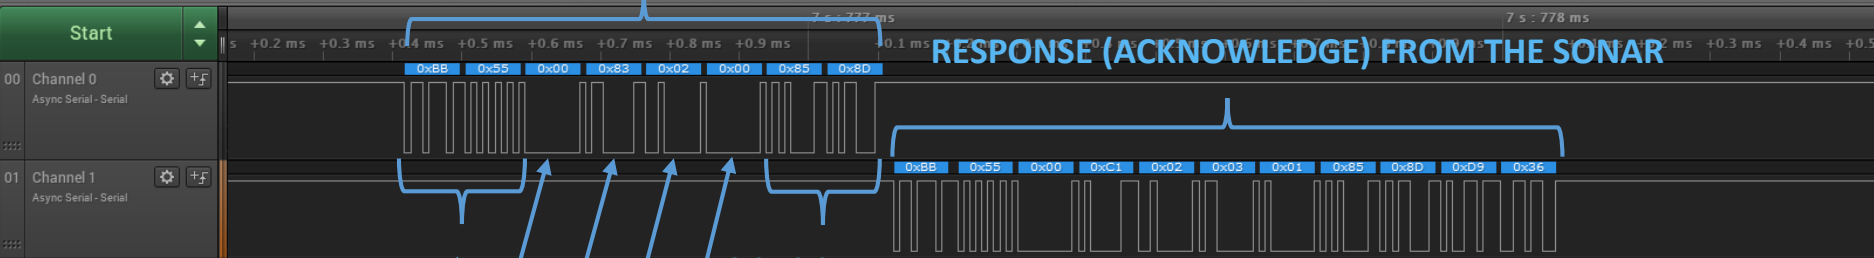 7 s : 777 ms
7 s : 778 ms
Start
s +0.2 ms +0.3 ms +0.4 ms +0.5 ms +0.6 ms +0.7 ms +0.8 ms +0.9 ms +0.1 ms +0.2 ms +0.3 ms +0.4 ms
RESPONSE (ACKNOWLEDGE) FROM THE SONAR
00 Channel 0
0xBB 0x55 0x00 0x83 0x02 0x00 0x85 0x8D
Async Serial - Serial
01 Channel 1
0xBB 0x55 0x00 0xC1 0x02 0x03 0x01 0x85 0x8D 0xD9 0x36
Async Serial - Serial